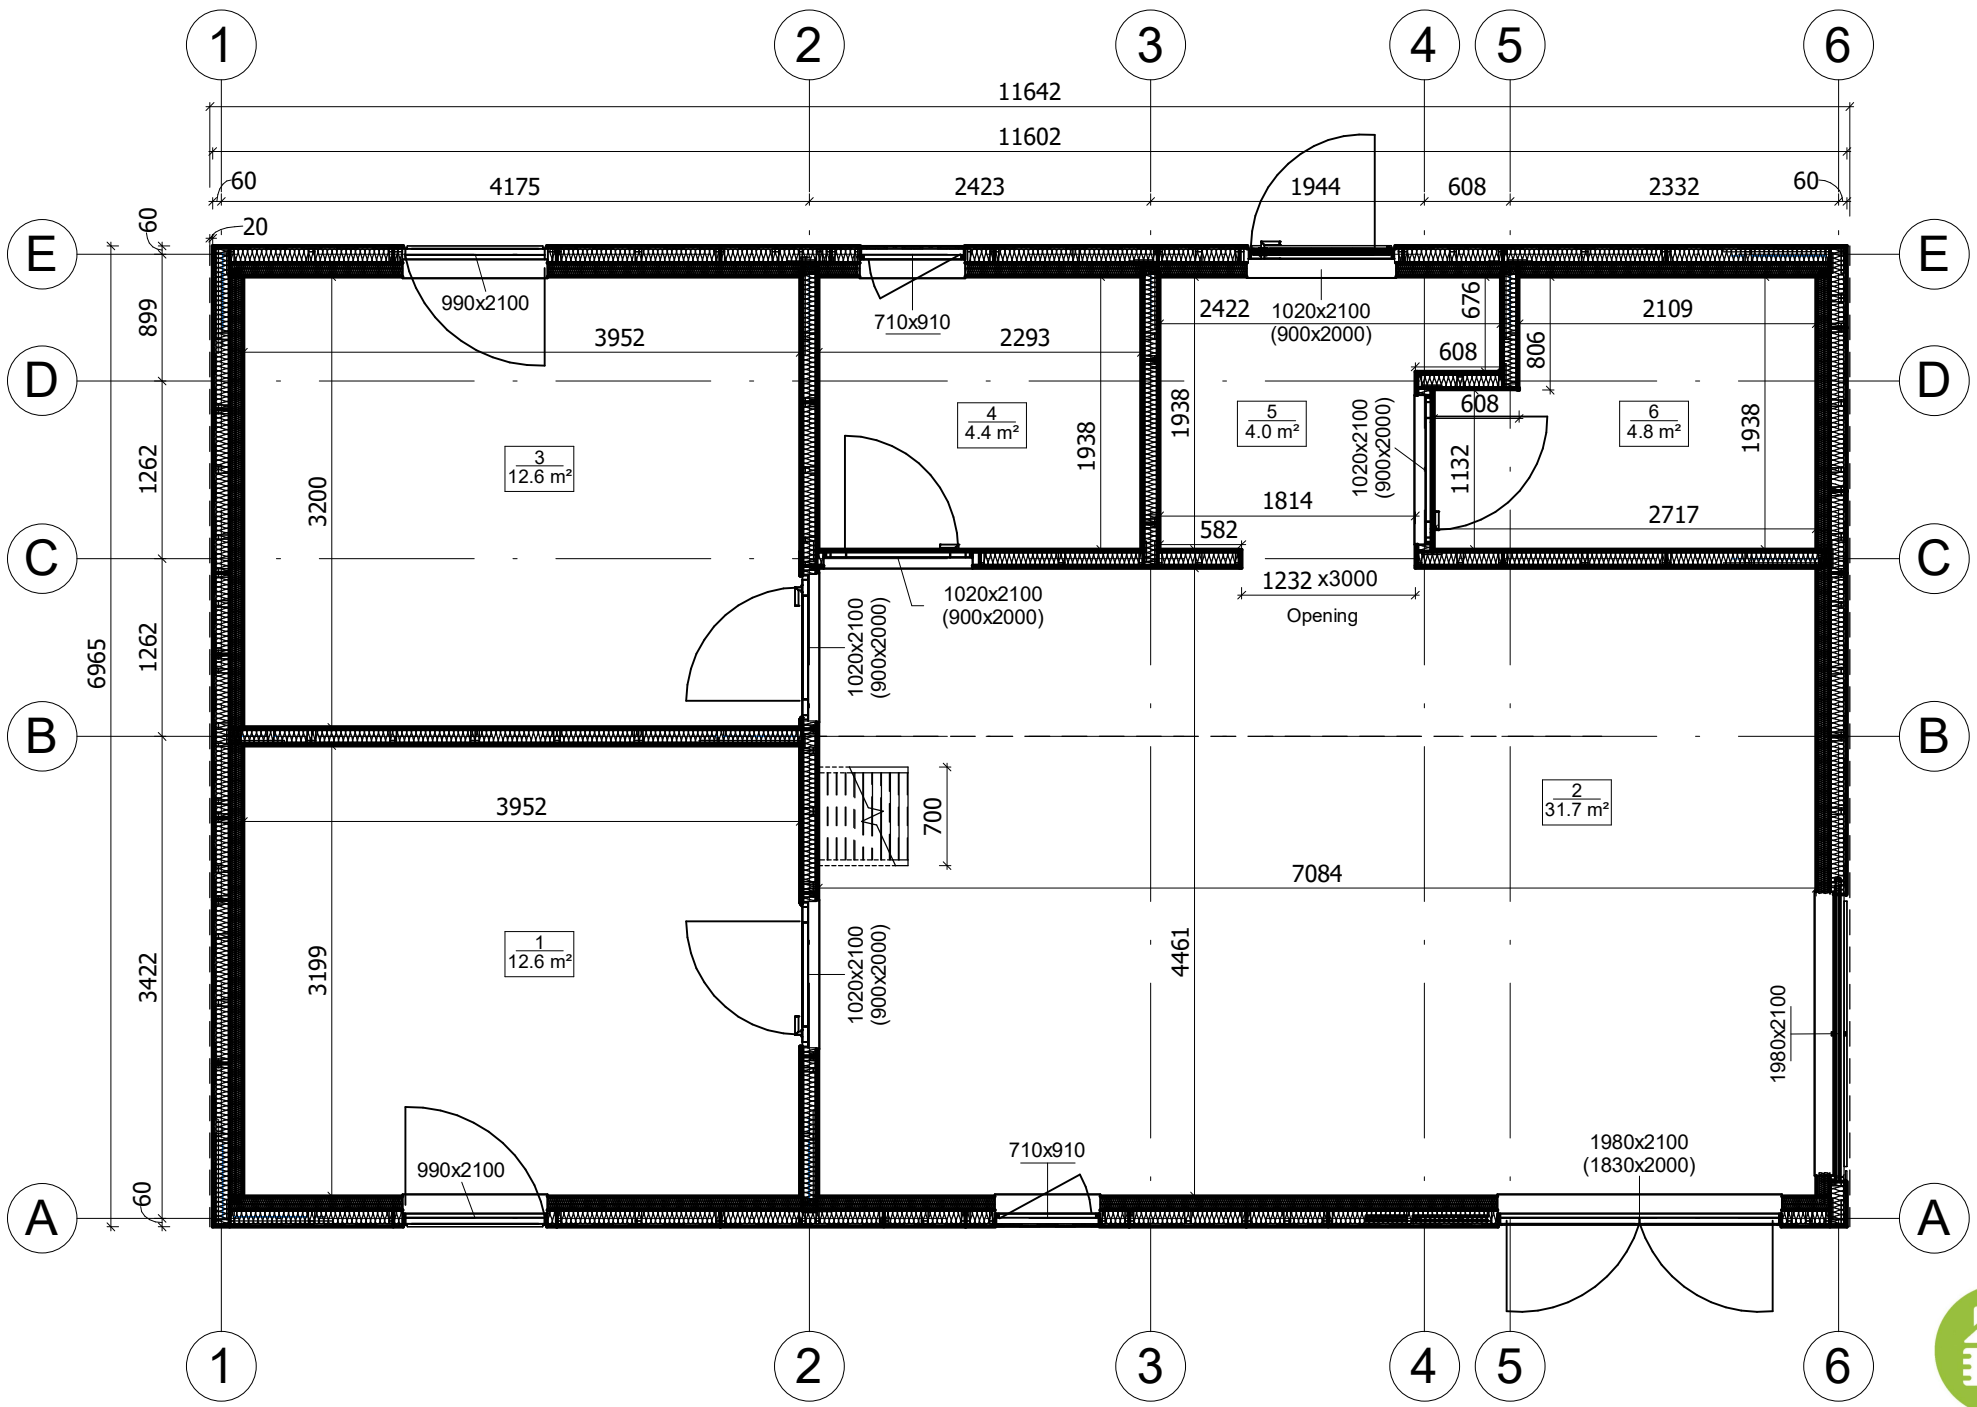 1 2 3 4 5 6
11642
11602
60 4175 2423 1944 608 2332 60
20
60
E E
899
990x2100
710x910
2422
1020x2100
(900x2000)
676
2109
3952
2293
608
806
D D
608
4
4.4 m²
5
4.0 m²
6
4.8 m²
1938
1938
1938
1020x2100
(900x2000)
1262
3
12.6 m²
3200
1132
1814
2717
582
C C
1232 x3000
Opening
1020x2100
(900x2000)
1020x2100
(900x2000)
1262
6965
B B
2
31.7 m²
3952
700
7084
1
12.6 m²
3199
3422
1020x2100
(900x2000)
4461
1980x2100
990x2100
710x910
1980x2100
(1830x2000)
60
A A
1 2 3 4 5 6